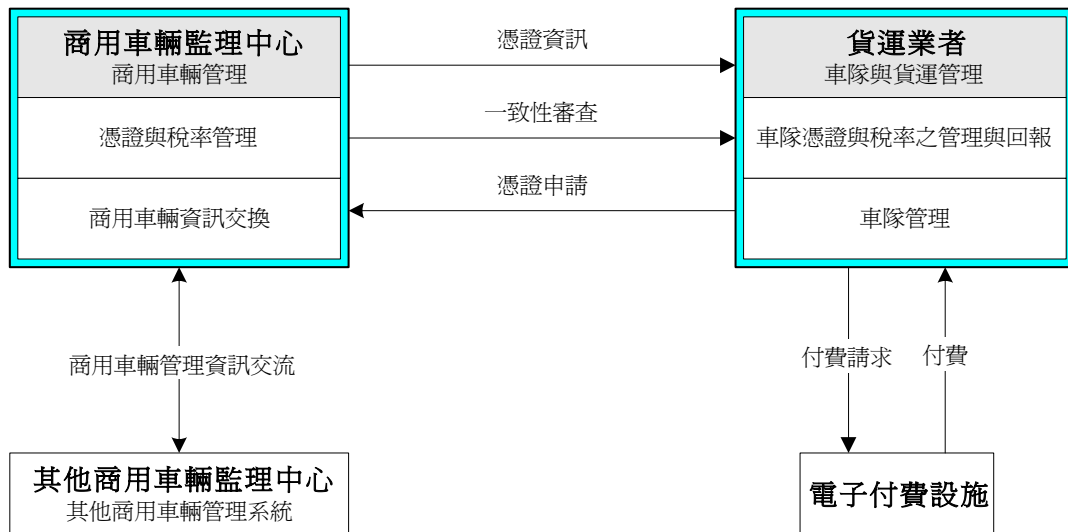 商用車輛監理中心
商用車輛管理
憑證與稅率管理
商用車輛資訊交換
憑證資訊
一致性審查
憑證申請
貨運業者
車隊與貨運管理
車隊憑證與稅率之管理與回報
車隊管理
商用車輛管理資訊交流
付費請求
付費
其他商用車輛監理中心
其他商用車輛管理系統
電子付費設施